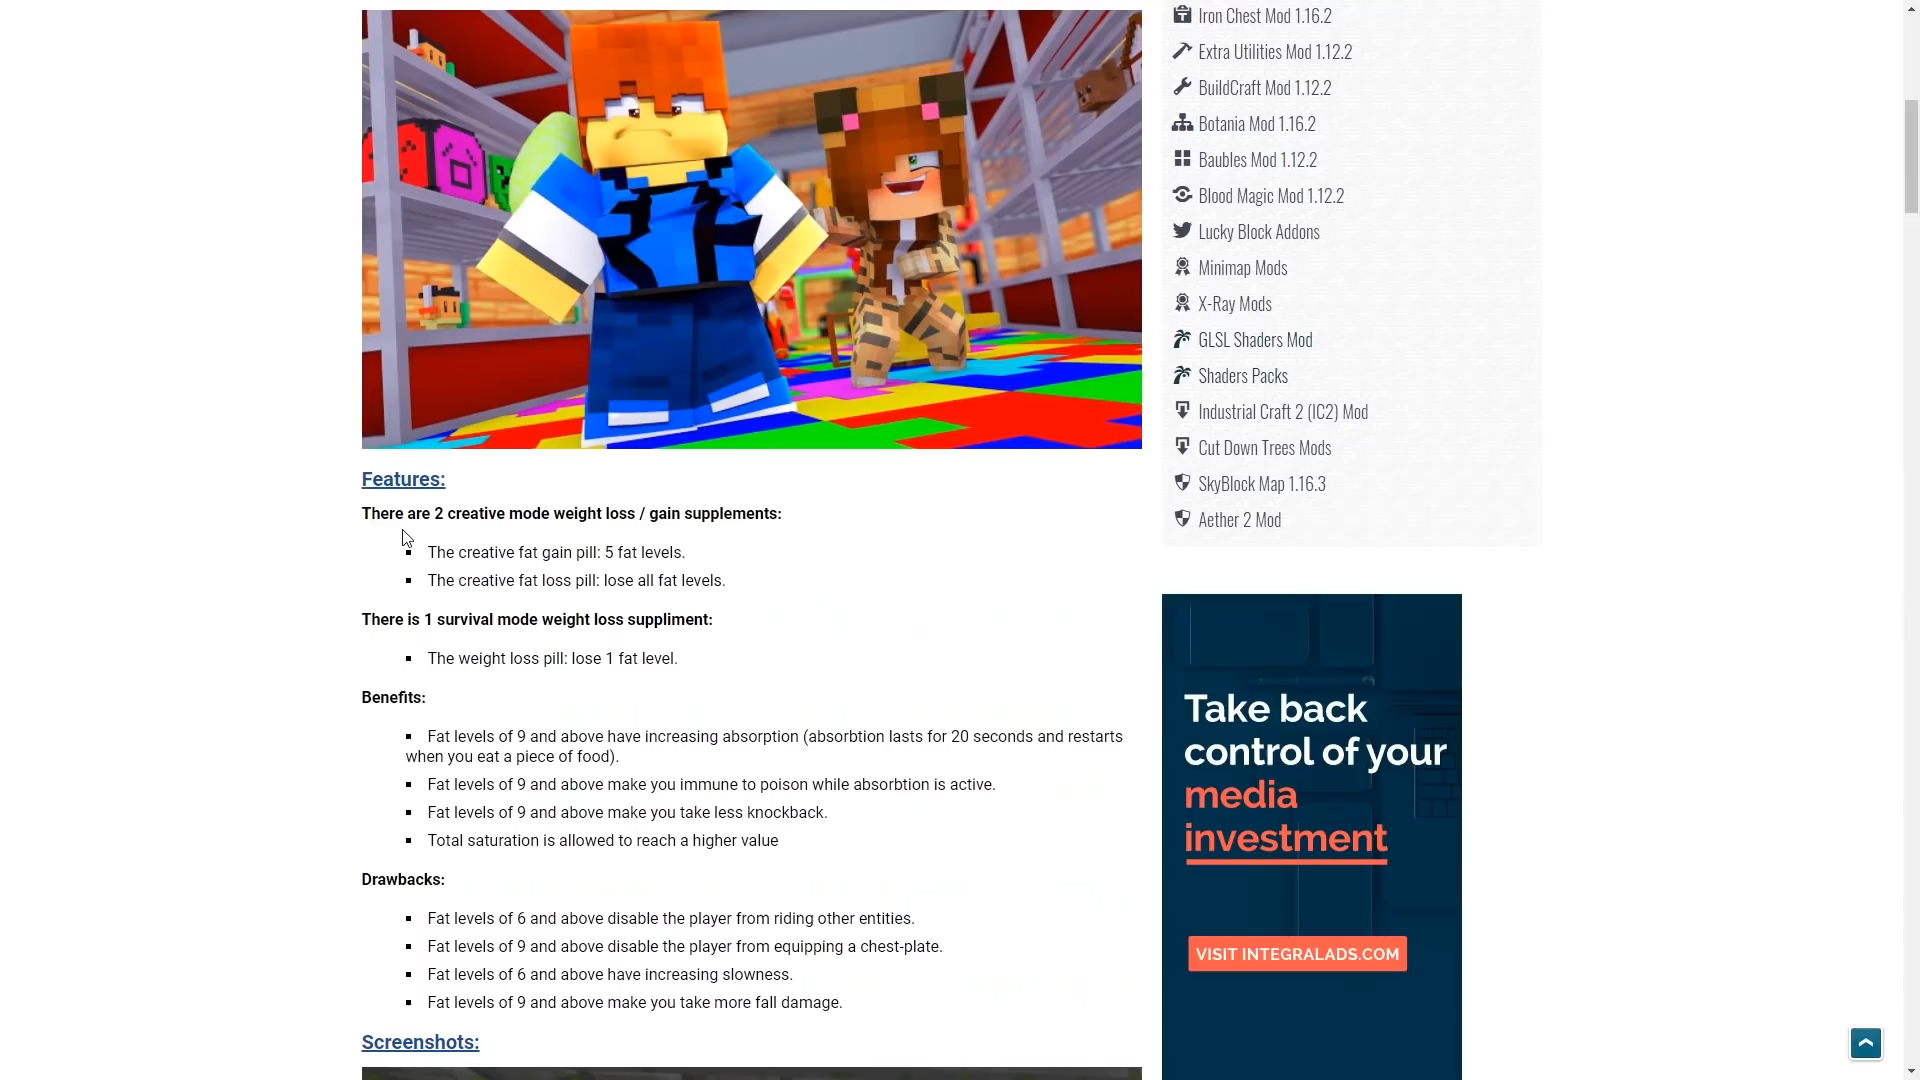 Iron Chest Mod 1.16.2
Extra Utilities Mod 1.12.2
BuildCraft Mod 1.12.2
Botania Mod 1.16.2
Baubles Mod 1.12.2
Blood Magic Mod 1.12.2
Lucky Block Addons
Minimap Mods
X-Ray Mods
GLSL Shaders Mod
Shaders Packs
Industrial Craft 2 (IC2) Mod
Cut Down Trees Mods
SkyBlock Map 1.16.3
Aether 2 Mod
Features:
There are 2 creative mode weight loss / gain supplements:
The creative fat gain pill: 5 fat levels.
The creative fat loss pill: lose all fat levels.
There is 1 survival mode weight loss suppliment:
The weight loss pill: lose 1 fat level.
Benefits:
Fat levels of 9 and above have increasing absorption (absorbtion lasts for 20 seconds and restarts
when you eat a piece of food).
Fat levels of 9 and above make you immune to poison while absorbtion is active.
Fat levels of 9 and above make you take less knockback.
Total saturation is allowed to reach a higher value
Drawbacks:
Fat levels of 6 and above disable the player from riding other entities.
Fat levels of 9 and above disable the player from equipping a chest-plate.
Fat levels of 6 and above have increasing slowness.
Fat levels of 9 and above make you take more fall damage.
Screenshots:
Take back
control of your
media
investment
VISIT INTEGRALADS.COM